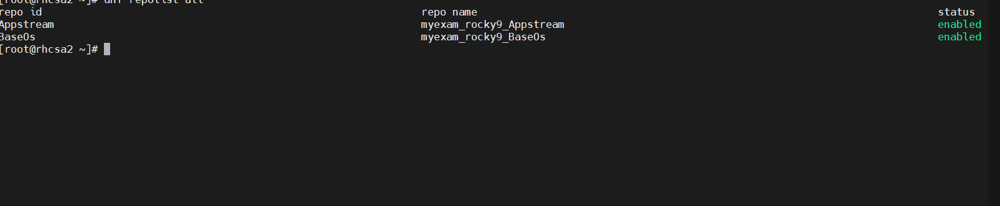 [root@rhcsa2 ~]# dnf repolist all
repo id repo name status
Appstream myexam_rocky9_Appstream enabled
BaseOs myexam_rocky9_BaseOs enabled
[root@rhcsa2 ~]#